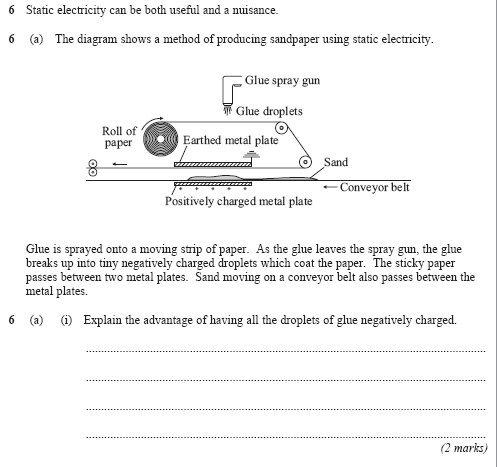 6 Static electricity can be both useful and a nuisance.
6 (a) The diagram shows a method of producing sandpaper using static electricity.
Glue spray gun
Glue droplets
Roll of
paper
Earthed metal plate
Sand
Conveyor belt
+ + + + +
Positively charged metal plate
Glue is sprayed onto a moving strip of paper. As the glue leaves the spray gun, the glue
breaks up into tiny negatively charged droplets which coat the paper. The sticky paper
passes between two metal plates. Sand moving on a conveyor belt also passes between the
metal plates.
6 (a) (i) Explain the advantage of having all the droplets of glue negatively charged.
(2 marks)